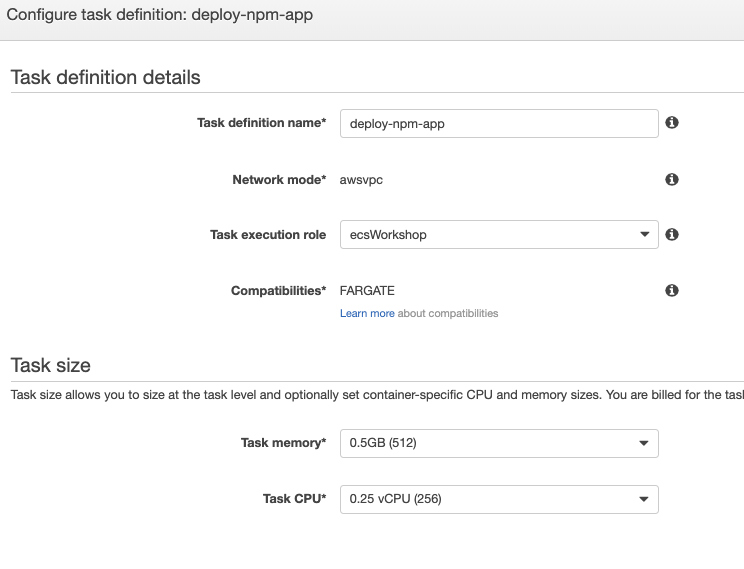 Configure task definition: deploy-npm-app
Task definition details
Task definition name* deploy-npm-app
Network mode* awsvpc
Task execution role ecsWorkshop
Compatibilities* FARGATE
Learn more about compatibilities
Task size
Task size allows you to size at the task level and optionally set container-specific CPU and memory sizes. You are billed for the task
Task memory* 0.5GB (512)
Task CPU* 0.25 vCPU (256)